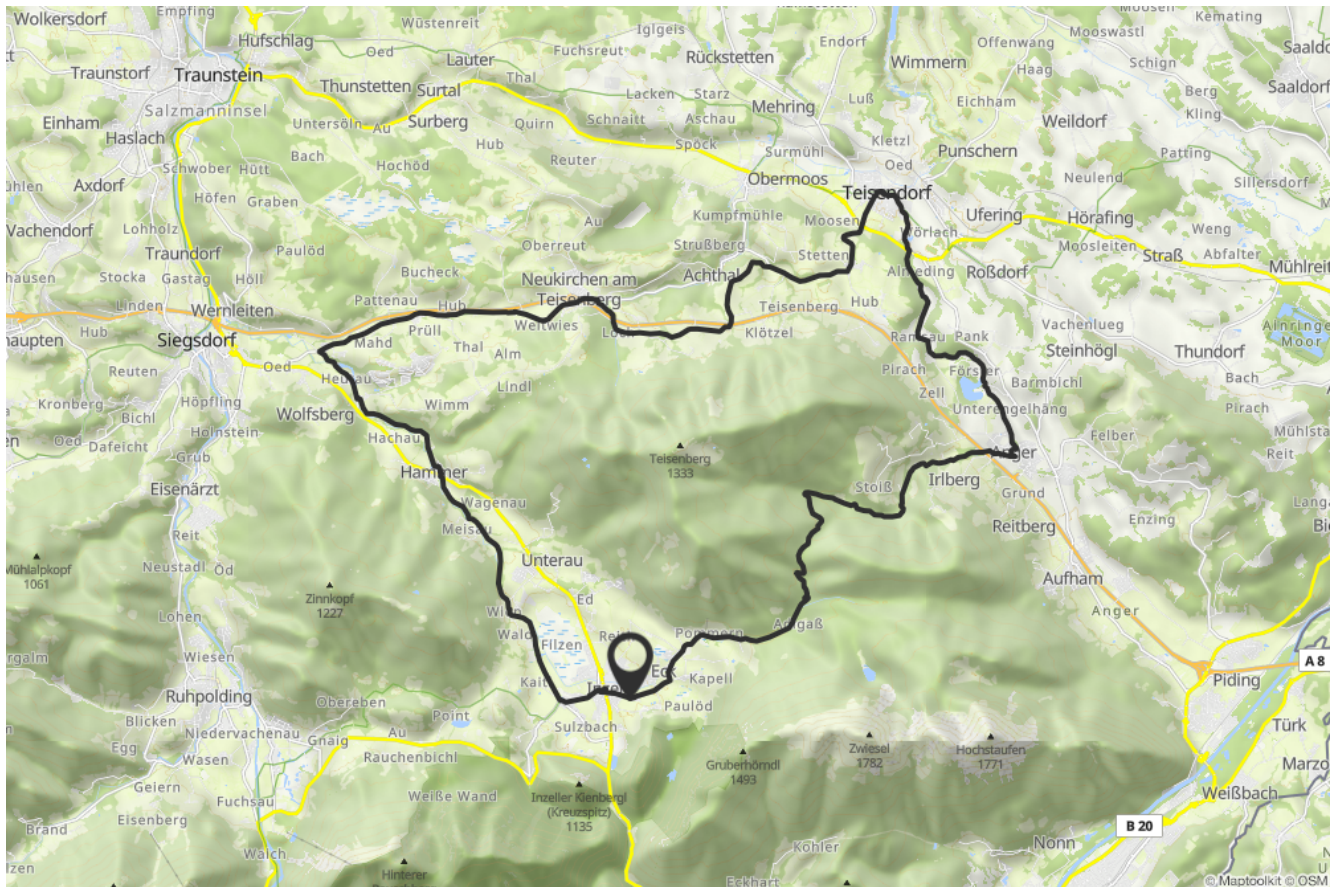 Empfing
Moosen
Kemating
Wolkersdorf
Iglgeis
Mooswastl
Wüstenreit
Hufschlag
Oed
Fuchsreut
Endorf
Offenwang
Lauter
Rückstetten
Wimmern
Schign
Traunstorf
Traunstein
Thal
Haag
Saaldorf
Thunstetten
Surtal
Lacken
Starz
Luß
Eichham
Berg
Salzmanninsel
Mehring
Kling
Einham
Untersöln
Au
Surberg
Quirn
Schnaitt
Aschau
Weildorf
Haslach
Hub
Spöck
Kletzl
Punschern
Bach
Reuter
Surmühl
Oed
Patting
Schwober
Hütt
Hochöd
Obermoos
Neulend
Axdorf
Sillersdorf
Teisendorf
Höfen
Graben
Au
Kumpfmühle
Moosen
Ufering
Hörafing
Vachendorf
Lohholz
Wörlach
Weng
Traundorf
Paulöd
Oberreut
Strußberg
Stetten
Moosleiten
Straß
Abfalter
Stocka
Gastag
Höll
Bucheck
Neukirchen am
Teisenberg
Achthal
Almeding
Roßdorf
Mühlreit
Linden
Wernleiten
Pattenau
Hub
Teisenberg
Hub
Hub
Siegsdorf
Prüll
Weitwies
Klötzel
Ramsau
Pank
Vachenlueg
Ainringer
Moor
Mahd
Thal
Alm
Steinhögl
Thundorf
Reuten
Oed
Heutau
Lindl
Pirach
Förster
Barmbichl
Bach
Kronberg
Bichl
Höpfling
Wolfsberg
Wimm
Zell
Unterengelhäng
Pirach
Oed
Dafeicht
Holnstein
Hachau
Felber
Grub
Hammer
Teisenberg
1333
Anger
Reit
Eisenärzt
Wagenau
Stoiß
Irlberg
Grund
Meisau
Reitberg
Enzing
Reit
Neustadl
Öd
Unterau
Mühlalpkopf
1061
Aufham
Zinnkopf
1227
Ed
Anger
Lohen
Wald
Filzen
Pommern
Adlgaß
Wiesen
Eck
A 8
Ruhpolding
Kapell
Piding
Obereben
Paulöd
Blicken
Niedervachenau
Point
Sulzbach
Türk
Egg
Gnaig
Au
Zwiesel
1782
Hochstaufen
1771
Wasen
Rauchenbichl
Gruberhörndl
1493
Geiern
Fuchsau
Weiße Wand
Inzeller Kienbergl
(Kreuzspitz)
1135
Weißbach
Eisenberg
B 20
Brand
Nonn
Walch
Köhler
Hinterer
Eckhart
© Maptoolkit © OSM